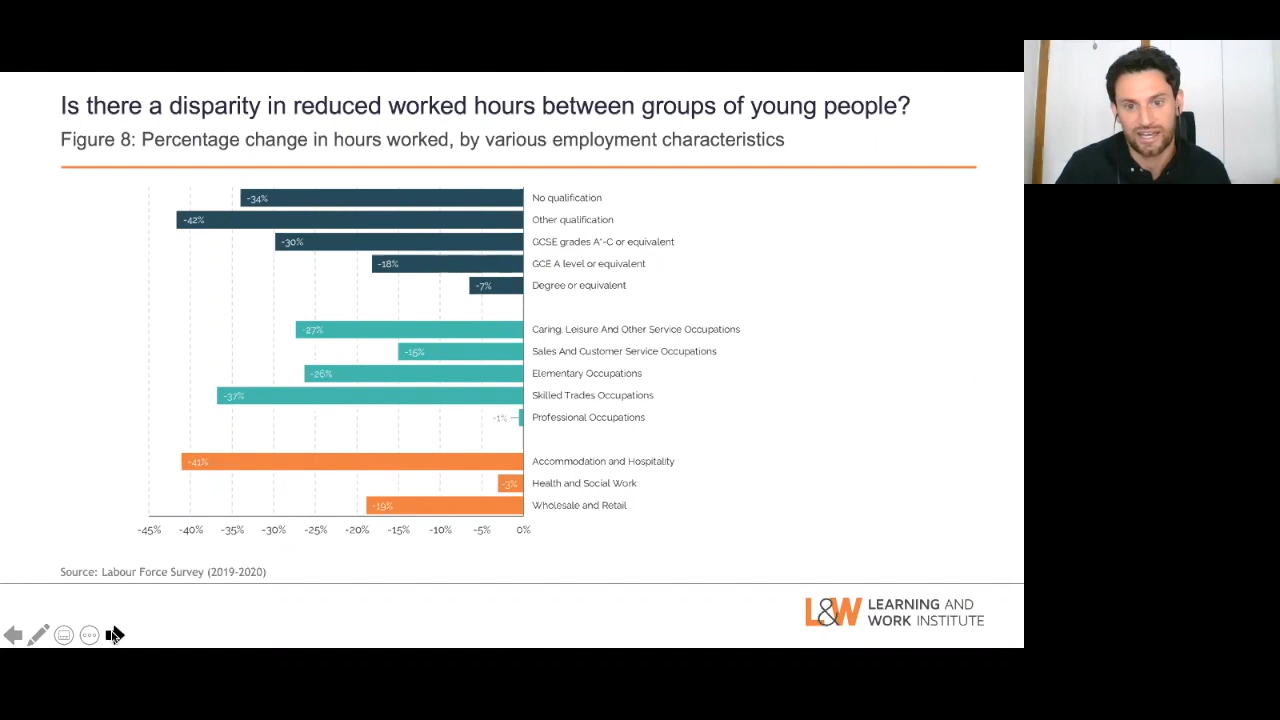 Is there a disparity in reduced worked hours between groups of young people?
Figure 8: Percentage change in hours worked, by various employment characteristics
-34% No qualification
-42% Other qualification
-30% GCSE grades A*-C or equivalent
-18% GCE A level or equivalent
-7% Degree or equivalent
-27% Caring, Leisure And Other Service Occupations
-15% Sales And Customer Service Occupations
-26% Elementary Occupations
-37% Skilled Trades Occupations
-1% Professional Occupations
-41% Accommodation and Hospitality
-3% Health and Social Work
-19% Wholesale and Retail
-45% -40% -35% -30% -25% -20% -15% -10% -5% 0%
Source: Labour Force Survey (2019-2020)
L&W LEARNING AND
WORK INSTITUTE